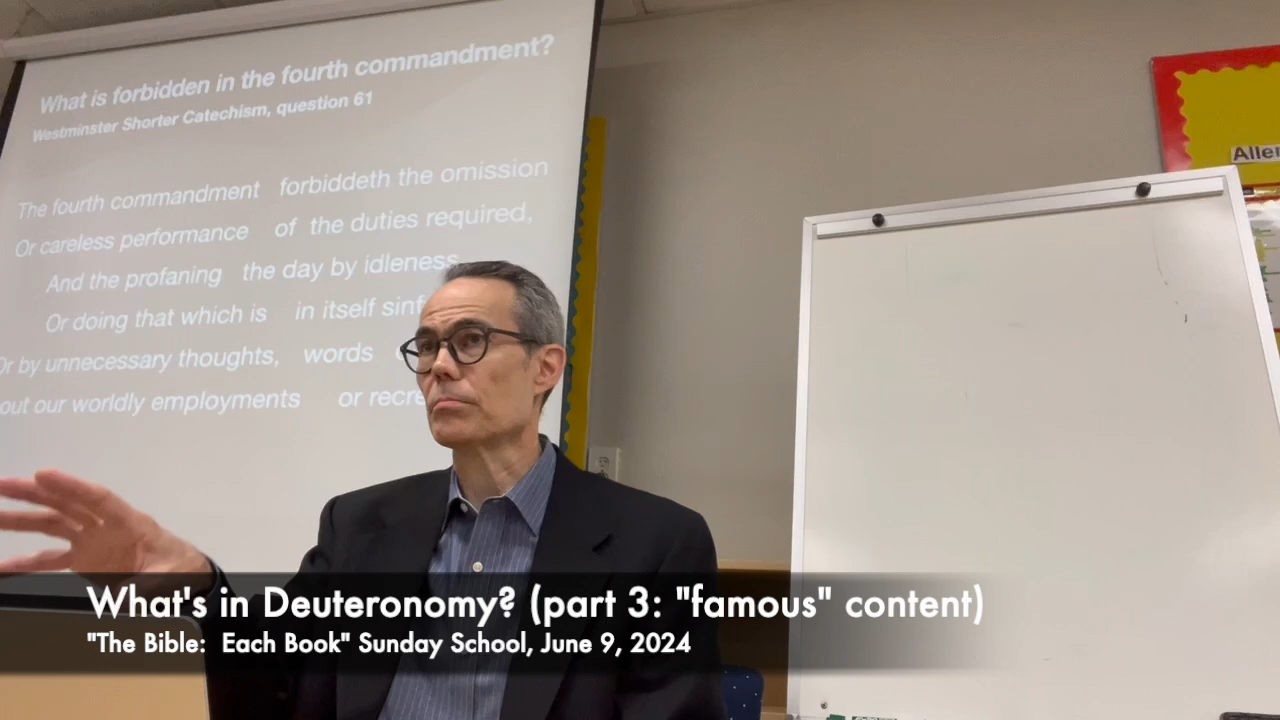 What is forbidden in the fourth commandment?
Westminster Shorter Catechism, question 61
The fourth commandment forbiddeth the omission
Or careless performance of the duties required,
And the profaning the day by idleness
Or doing that which is in itself
Or by unnecessary thoughts, words
out our worldly employments or
Aller
What's in Deuteronomy? (part 3: "famous" content)
"The Bible: Each Book" Sunday School, June 9, 2024